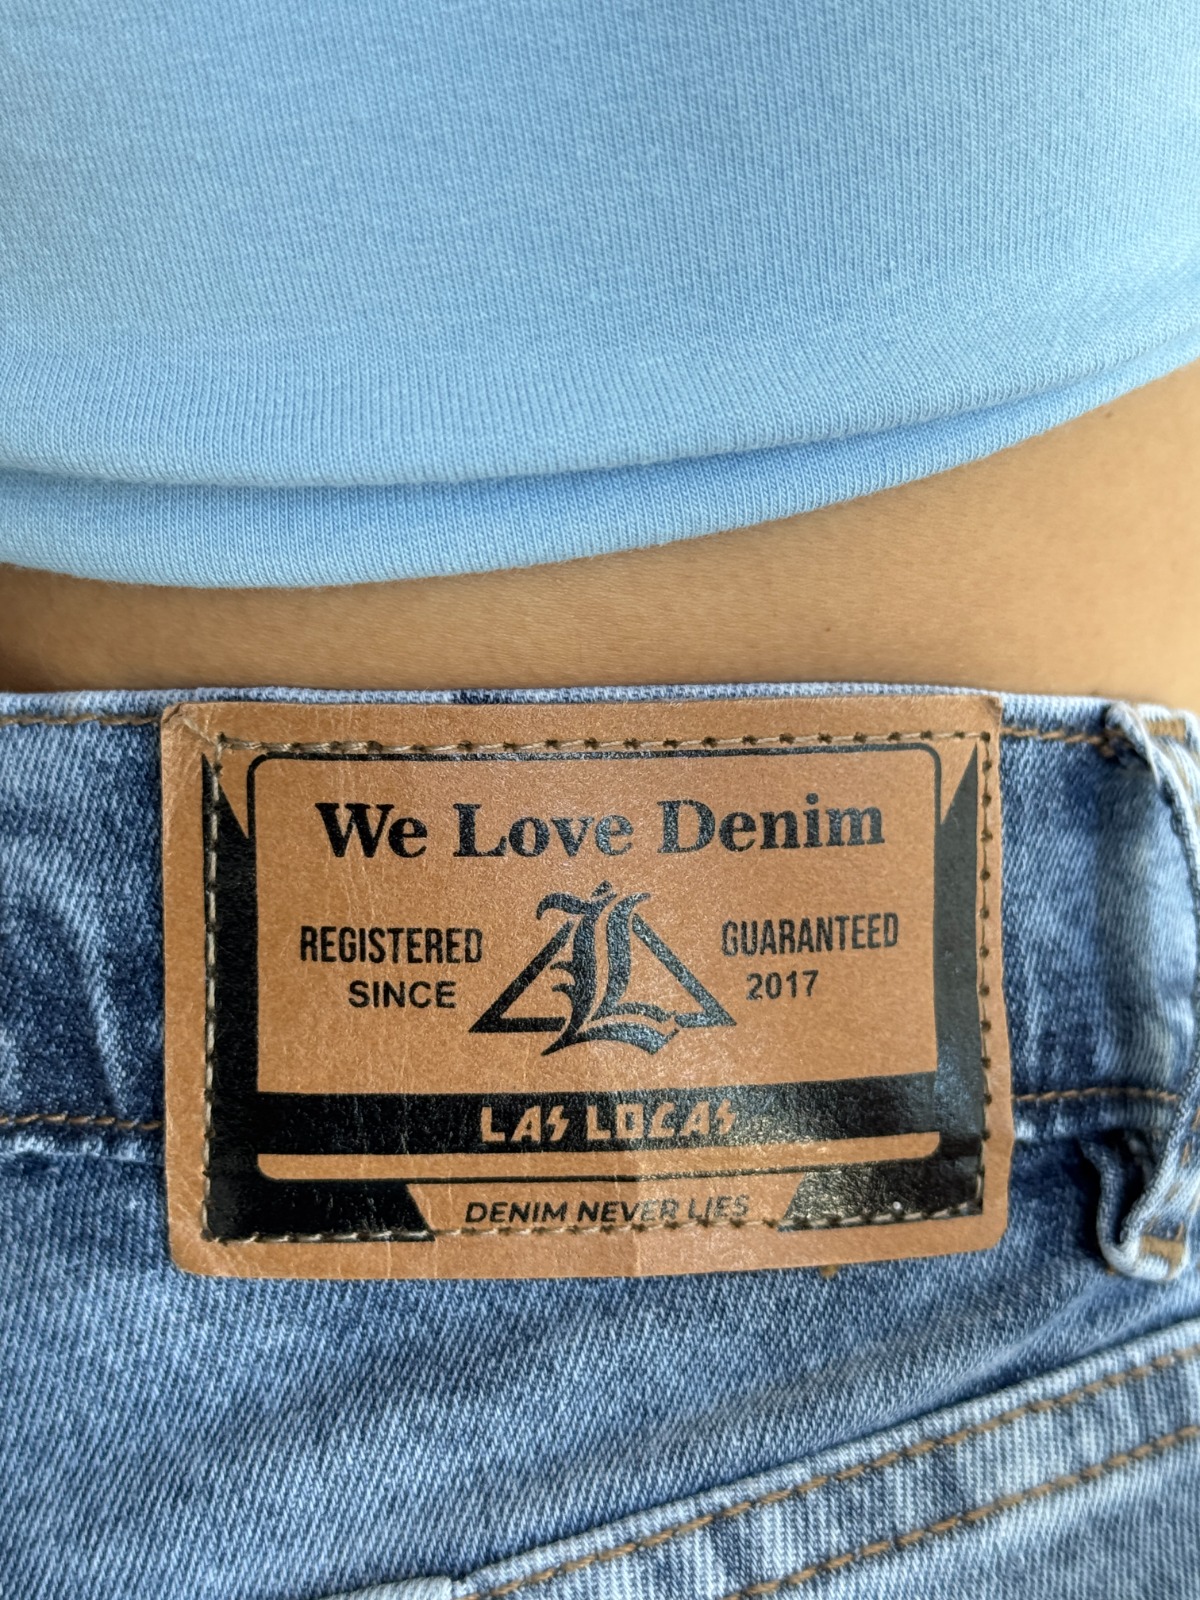 We Love Denim
REGISTERED
SINCE
L
GUARANTEED
2017
LAS LOCAS
DENIM NEVER LIES